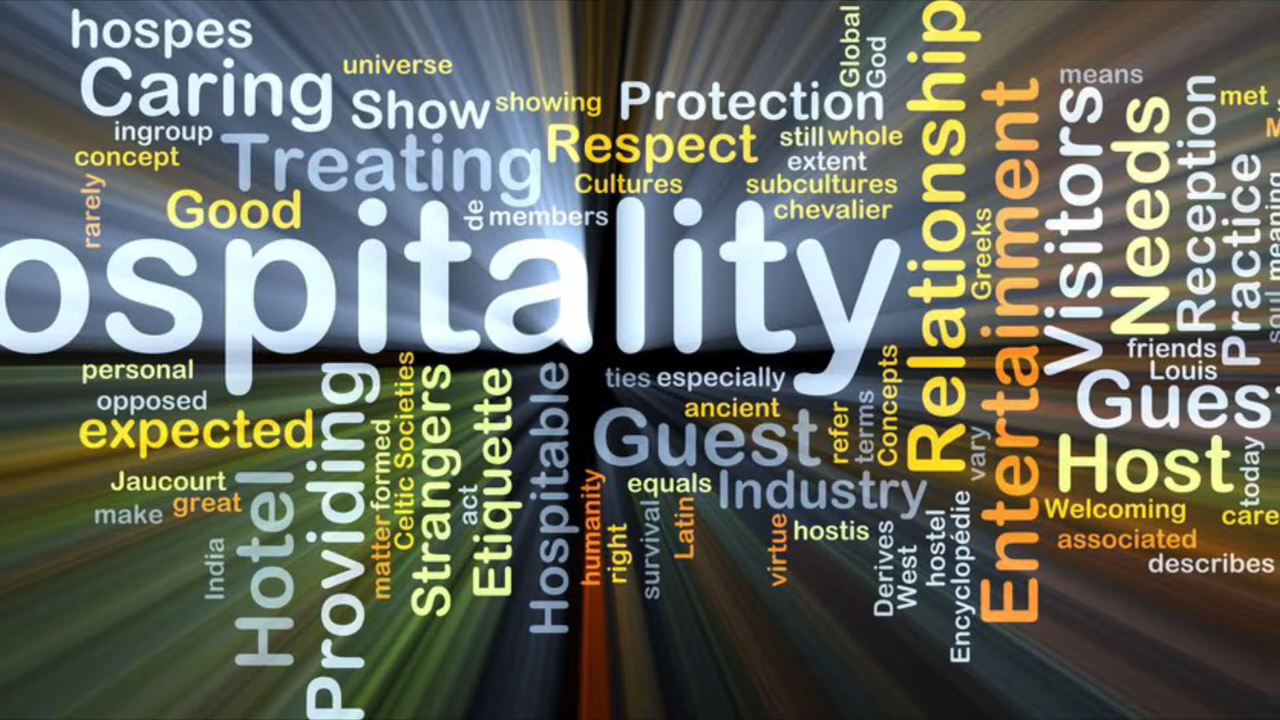 hospes
Caring
universe
Show
showing
Protection
Global
God
Relationship
means
met
ingroup
concept
Treating
Respect
still whole
extent
Cultures
subcultures
rarely
Good
de
members
chevalier
Greeks
Entertainment
Visitors
Needs
Reception
Practice
soul meaning
ospitality
personal
opposed
expected
Jaucourt
make
great
India
Hotel
Providing
matter formed
Celtic Societies
Strangers
act
Etiquette
Hospitable
ties especially
ancient
Guest
refer
terms
Concepts
vary
equals
Industry
humanity
right
survival
Latin
virtue
hostis
Derives
West
hostel
Encyclopédie
friends
Louis
Gues
Host
today
Welcoming
care
associated
describes